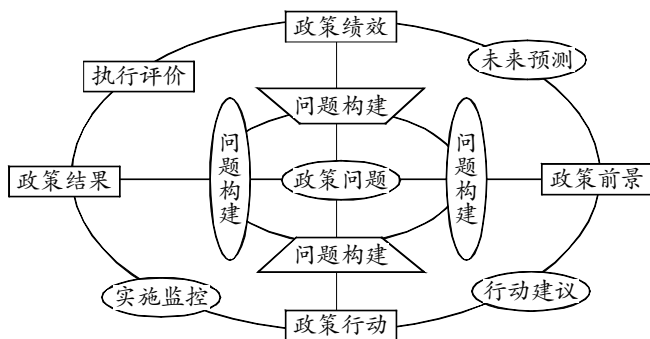 政策绩效
未来预测
执行评价
问题构建
问题构建
问题构建
政策结果
政策问题
政策前景
问题构建
实施监控
行动建议
政策行动